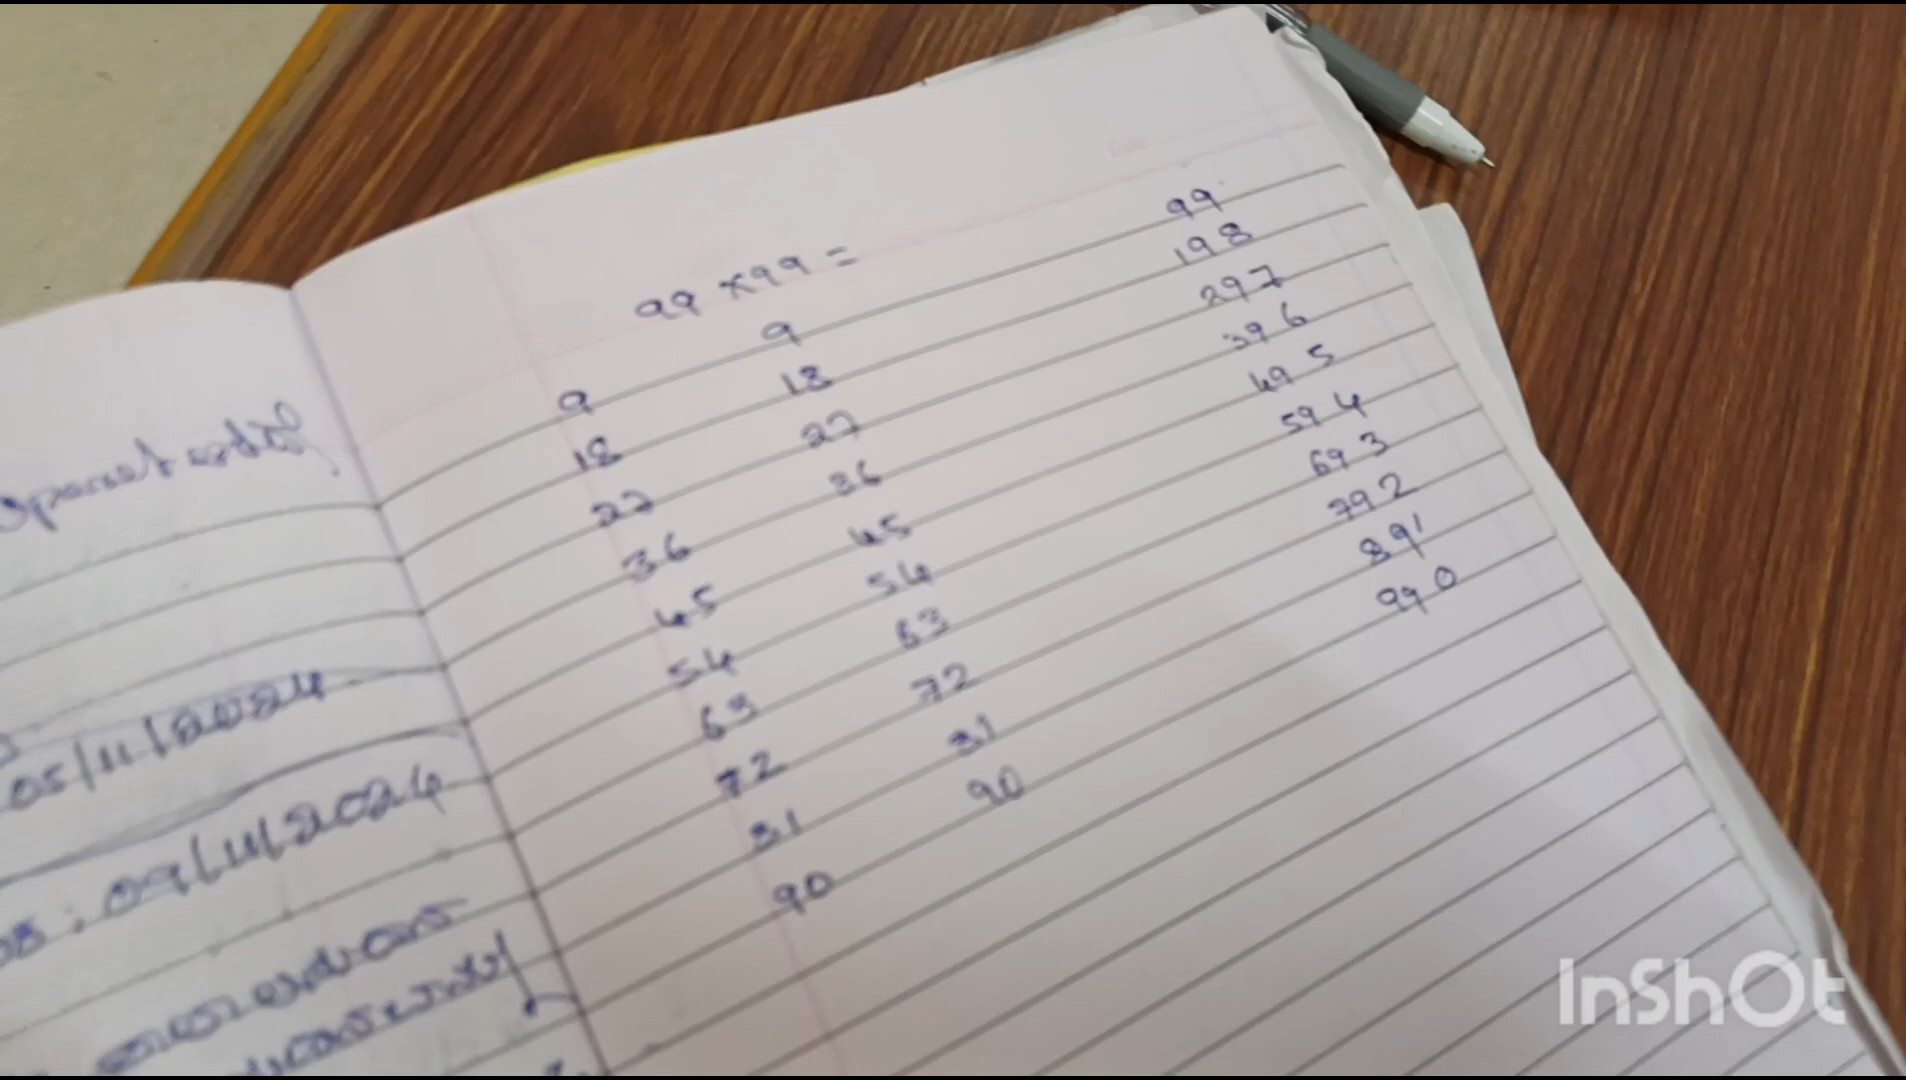 05/11/2024
: 09/11/2024
99 × 99 =
9 9 99
18 18 198
27 27 297
36 36 396
45 45 495
54 54 594
63 63 693
72 72 792
81 81 891
90 90 990
InShOt